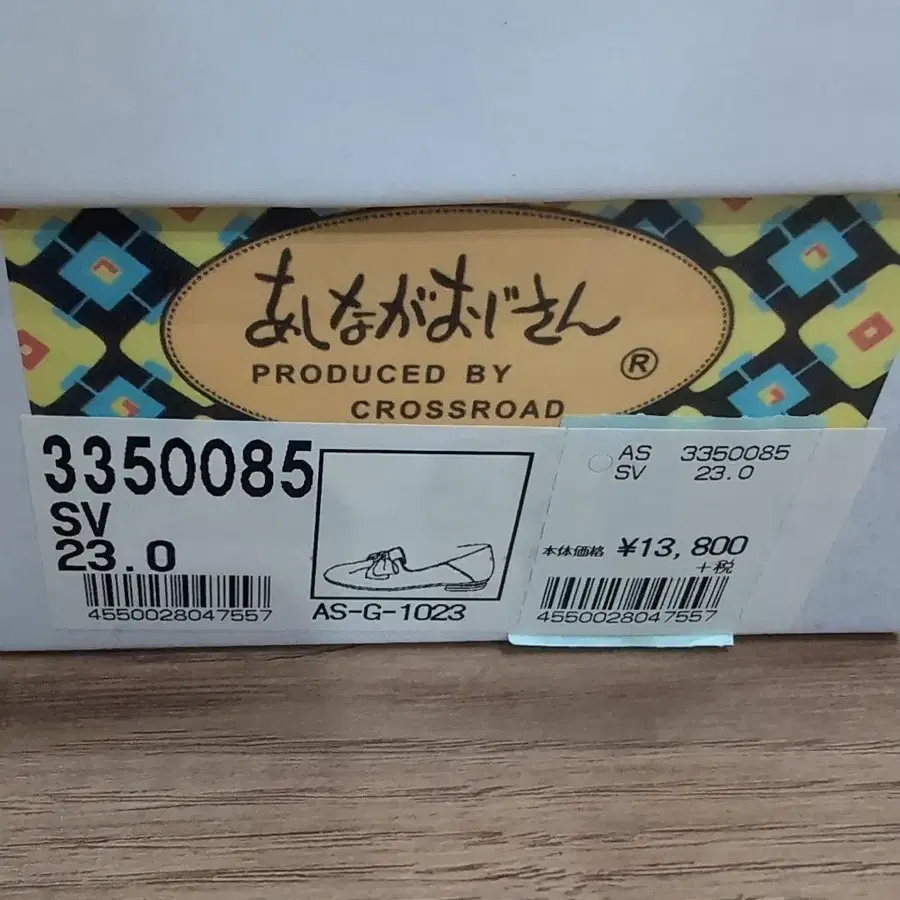 あしながおじさん
PRODUCED BY
CROSSROAD
®
3350085
SV
23.0
4550028047557
AS-G-1023
AS 3350085
SV 23.0
本体価格 ¥13,800
+税
4550028047557